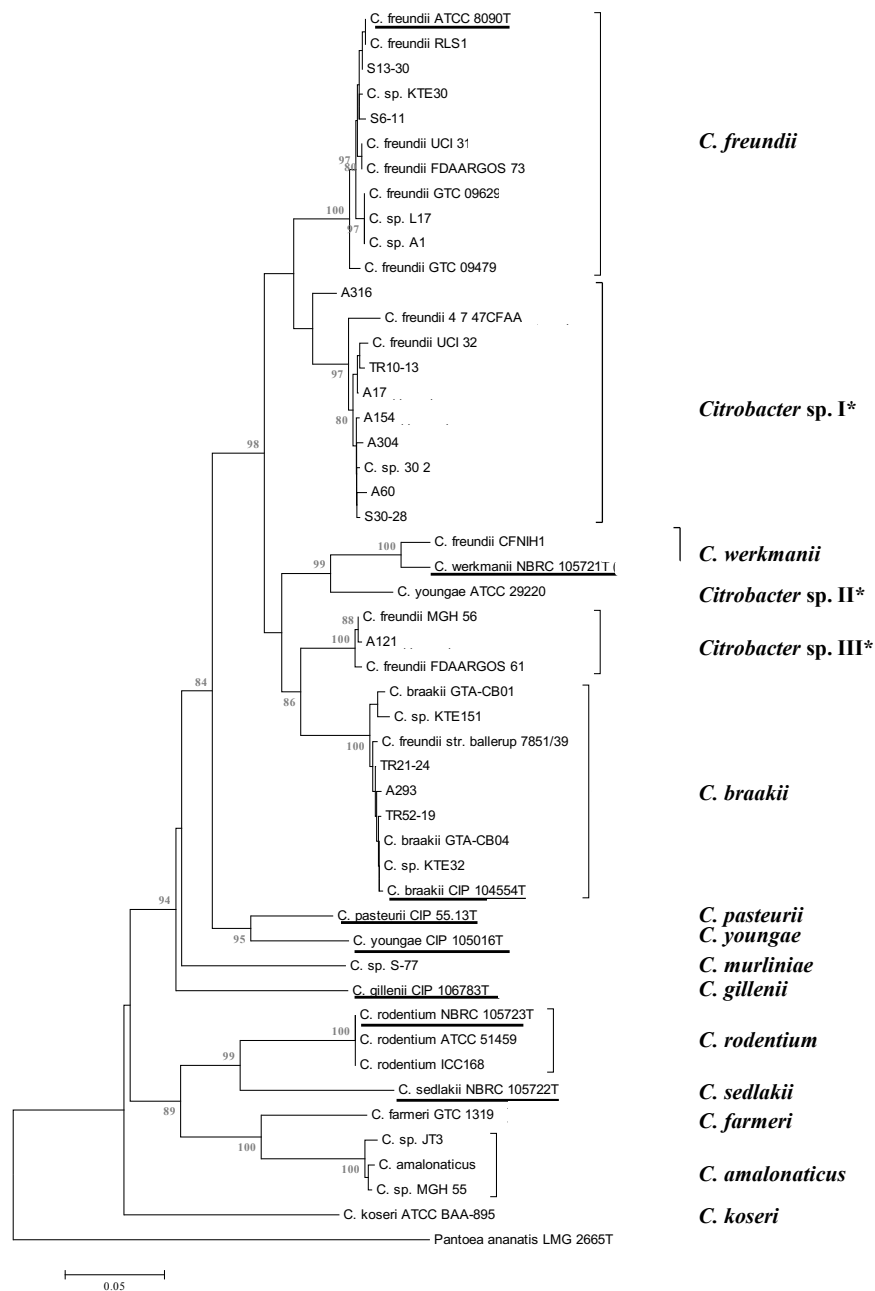 C. freundii ATCC 8090T
C. freundii RLS1
S13-30
C. sp. KTE30
S6-11
C. freundii UCI 31
C. freundii
97
C. freundii FDAARGOS 73
80
C. freundii GTC 09629
100
C. sp. L17
97
C. sp. A1
C. freundii GTC 09479
A316
C. freundii 4 7 47CFAA
C. freundii UCI 32
TR10-13
97
A17
Citrobacter sp. I*
A154
80
A304
98
C. sp. 30 2
A60
S30-28
C. freundii CFNIH1
100
C. werkmanii
99
C. werkmanii NBRC 105721T (
C. youngae ATCC 29220
Citrobacter sp. II*
C. freundii MGH 56
88
100
A121
Citrobacter sp. III*
C. freundii FDAARGOS 61
84
C. braakii GTA-CB01
86
C. sp. KTE151
C. freundii str. ballerup 7851/39
100
TR21-24
A293
C. braakii
TR52-19
C. braakii GTA-CB04
C. sp. KTE32
C. braakii CIP 104554T
94
C. pasteurii CIP 55.13T
C. pasteurii
95
C. youngae CIP 105016T
C. youngae
C. sp. S-77
C. murliniae
C. gillenii CIP 106783T
C. gillenii
C. rodentium NBRC 105723T
100
C. rodentium ATCC 51459
C. rodentium
99
C. rodentium ICC168
C. sedlakii NBRC 105722T
C. sedlakii
89
C. farmeri GTC 1319
C. farmeri
C. sp. JT3
100
C. amalonaticus
100
C. amalonaticus
C. sp. MGH 55
C. koseri ATCC BAA-895
C. koseri
Pantoea ananatis LMG 2665T
0.05